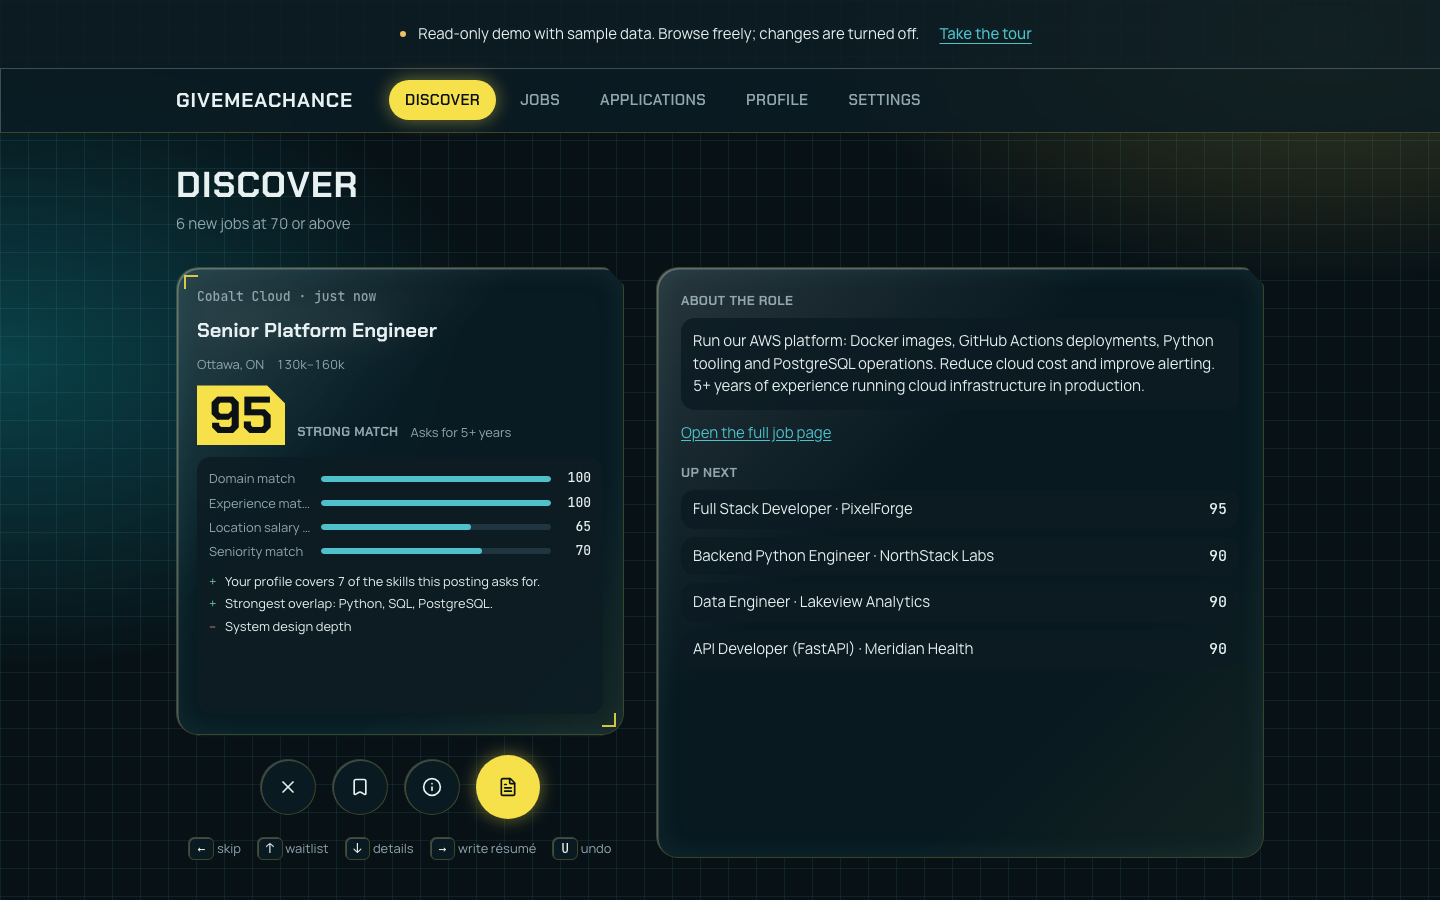 Read-only demo with sample data. Browse freely; changes are turned off. Take the tour
GIVEMEACHANCE DISCOVER JOBS APPLICATIONS PROFILE SETTINGS
DISCOVER
6 new jobs at 70 or above
Cobalt Cloud · just now
Senior Platform Engineer
Ottawa, ON 130k–160k
95 STRONG MATCH Asks for 5+ years
Domain match 100
Experience mat… 100
Location salary … 65
Seniority match 70
+ Your profile covers 7 of the skills this posting asks for.
+ Strongest overlap: Python, SQL, PostgreSQL.
– System design depth
← skip ↑ waitlist ↓ details → write résumé U undo
ABOUT THE ROLE
Run our AWS platform: Docker images, GitHub Actions deployments, Python
tooling and PostgreSQL operations. Reduce cloud cost and improve alerting.
5+ years of experience running cloud infrastructure in production.
Open the full job page
UP NEXT
Full Stack Developer · PixelForge 95
Backend Python Engineer · NorthStack Labs 90
Data Engineer · Lakeview Analytics 90
API Developer (FastAPI) · Meridian Health 90